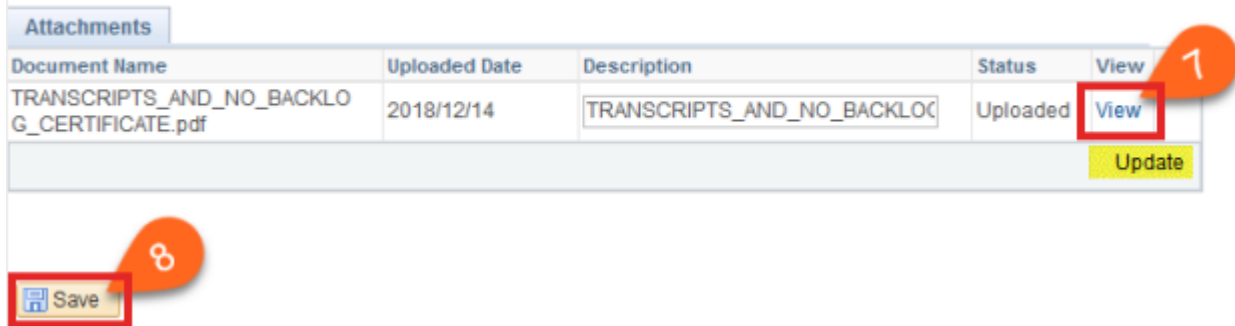 Attachments
Document Name Uploaded Date Description Status View
TRANSCRIPTS_AND_NO_BACKLO 2018/12/14 TRANSCRIPTS_AND_NO_BACKLO( Uploaded View
G_CERTIFICATE.pdf
7
Update
8
Save